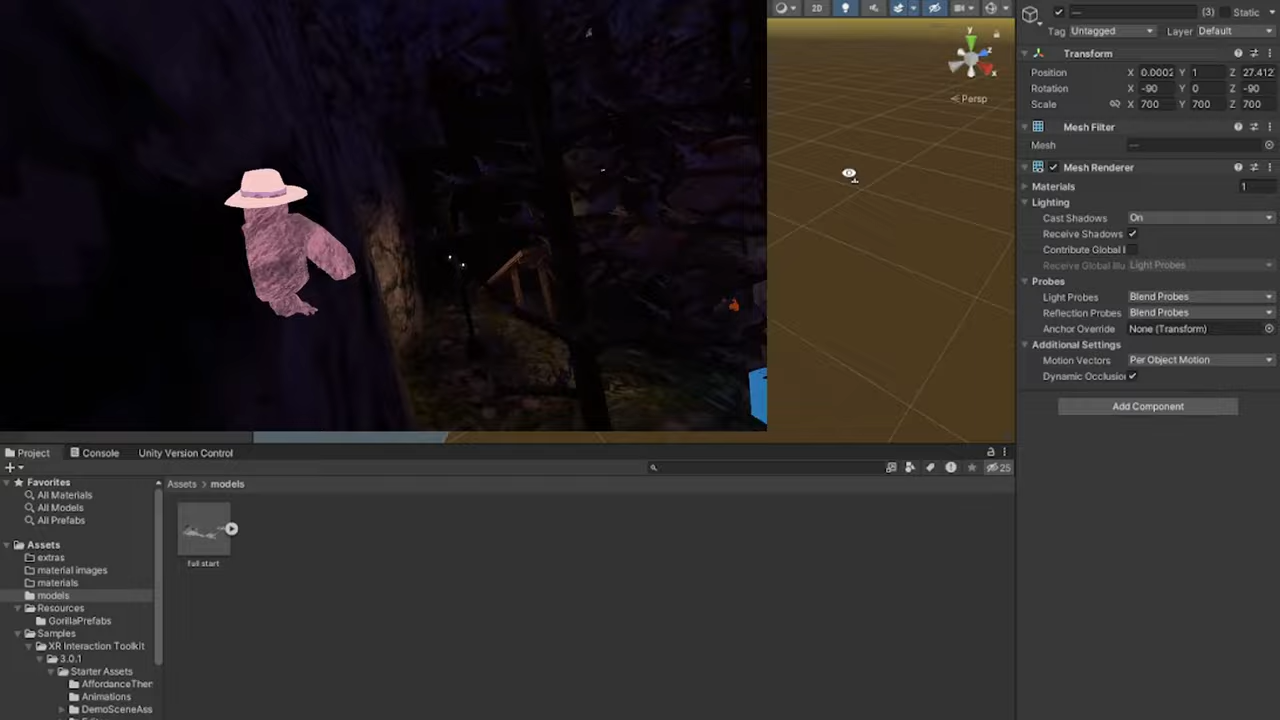 2D
y
z
x
Persp
— (3) Static
Tag Untagged Layer Default
Transform
Position X 0.0002 Y 1 Z 27.412
Rotation X -90 Y 0 Z -90
Scale X 700 Y 700 Z 700
Mesh Filter
Mesh —
Mesh Renderer
Materials 1
Lighting
Cast Shadows On
Receive Shadows
Contribute Global I
Receive Global Illu Light Probes
Probes
Light Probes Blend Probes
Reflection Probes Blend Probes
Anchor Override None (Transform)
Additional Settings
Motion Vectors Per Object Motion
Dynamic Occlusion
Add Component
Project Console Unity Version Control
25
Favorites
All Materials
All Models
All Prefabs
Assets
extras
material images
materials
models
Resources
GorillaPrefabs
Samples
XR Interaction Toolkit
3.0.1
Starter Assets
AffordanceTher
Animations
DemoSceneAss
Assets > models
full start